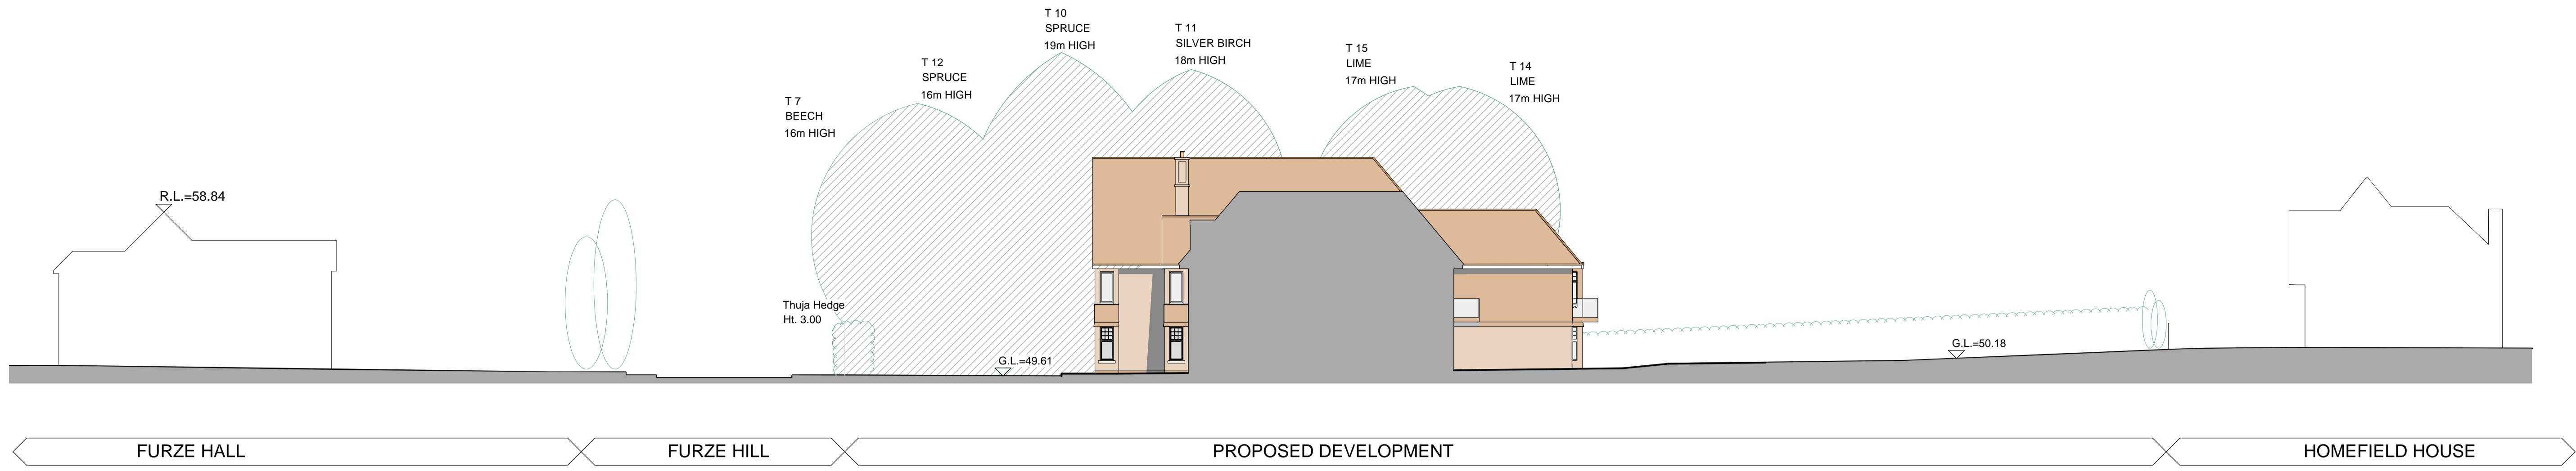 T 10
SPRUCE
19m HIGH
T 11
SILVER BIRCH
18m HIGH
T 15
LIME
17m HIGH
T 12
SPRUCE
16m HIGH
T 14
LIME
17m HIGH
T 7
BEECH
16m HIGH
R.L.=58.84
Thuja Hedge
Ht. 3.00
G.L.=49.61
G.L.=50.18
FURZE HALL
FURZE HILL
PROPOSED DEVELOPMENT
HOMEFIELD HOUSE